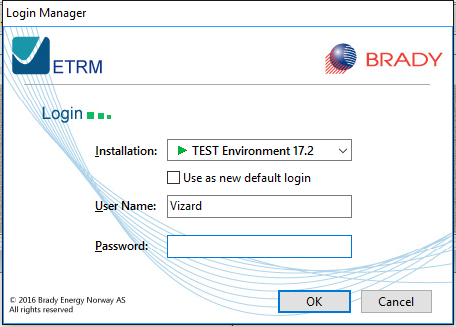 Login Manager
ETRM
BRADY
Login
Installation: TEST Environment 17.2
Use as new default login
User Name: Vizard
Password:
© 2016 Brady Energy Norway AS
All rights reserved
OK Cancel